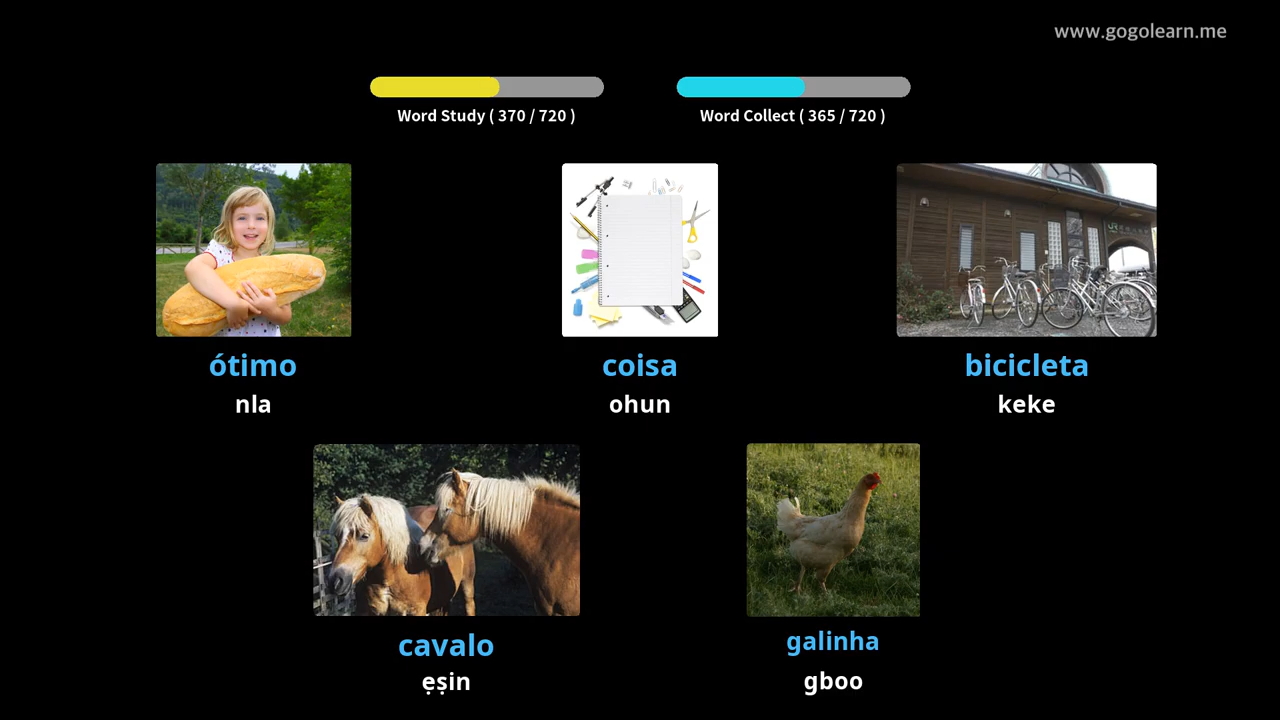 www.gogolearn.me
Word Study ( 370 / 720 )
Word Collect ( 365 / 720 )
ótimo
nla
coisa
ohun
bicicleta
keke
cavalo
ẹṣin
galinha
gboo